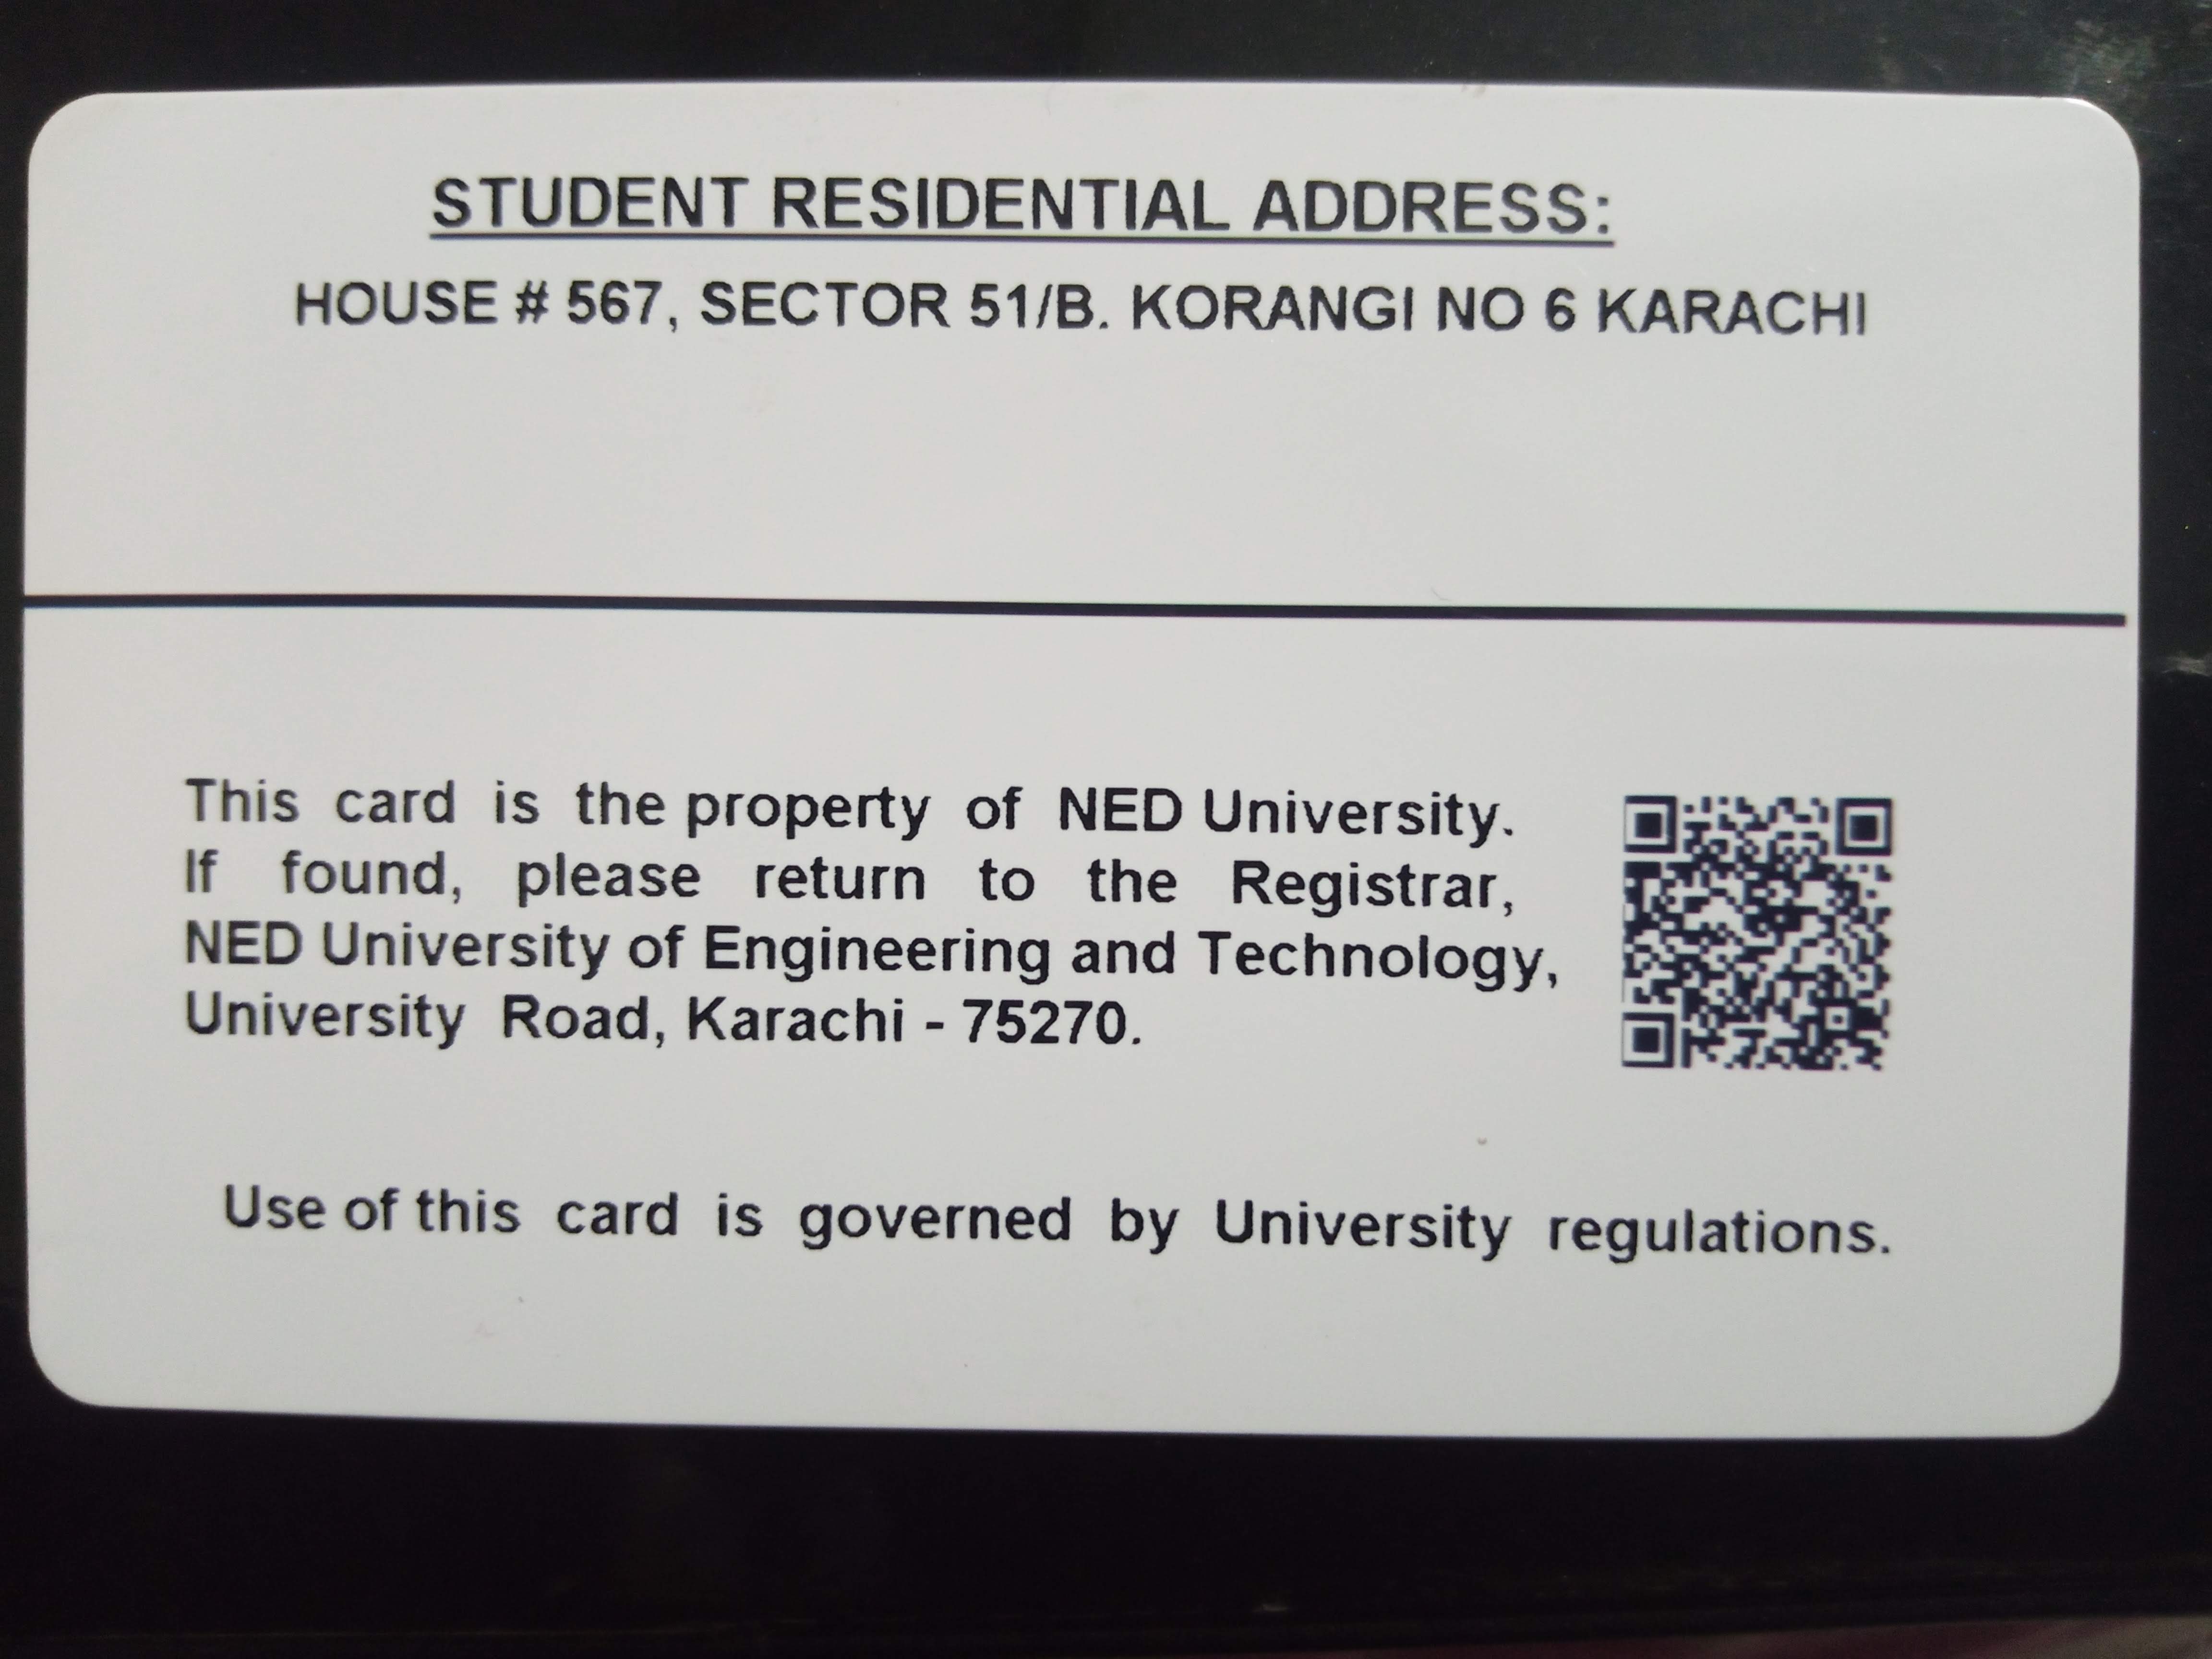 STUDENT RESIDENTIAL ADDRESS:
HOUSE # 567, SECTOR 51/B. KORANGI NO 6 KARACHI
This card is the property of NED University.
If found, please return to the Registrar,
NED University of Engineering and Technology,
University Road, Karachi - 75270.
Use of this card is governed by University regulations.